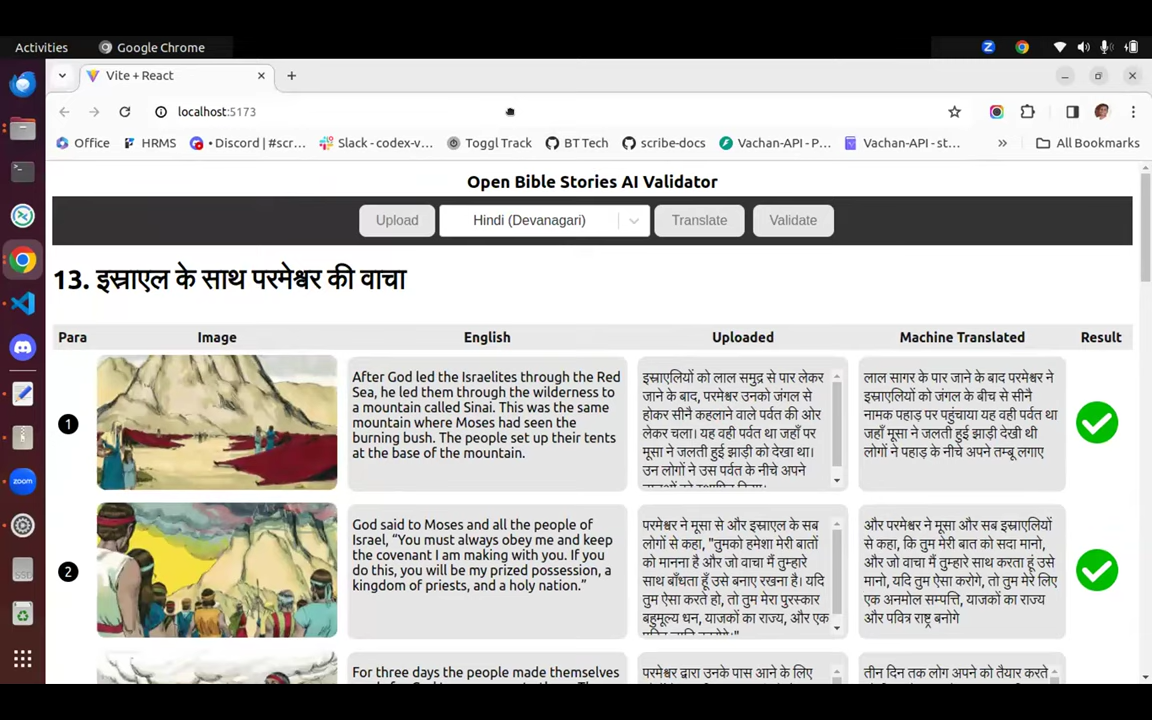 Activities
Google Chrome
Vite + React
localhost:5173
Office
HRMS
• Discord | #scr...
Slack - codex-v...
Toggl Track
BT Tech
scribe-docs
Vachan-API - P...
Vachan-API - st...
All Bookmarks
Open Bible Stories AI Validator
Upload
Hindi (Devanagari)
Translate
Validate
13. इस्राएल के साथ परमेश्वर की वाचा
Para
Image
English
Uploaded
Machine Translated
Result
1
After God led the Israelites through the Red
Sea, he led them through the wilderness to
a mountain called Sinai. This was the same
mountain where Moses had seen the
burning bush. The people set up their tents
at the base of the mountain.
इस्राएलियों को लाल समुद्र से पार लेकर
जाने के बाद, परमेश्वर उनको जंगल से
होकर सीनै कहलाने वाले पर्वत की ओर
लेकर चला। यह वही पर्वत था जहाँ पर
मूसा ने जलती हुई झाड़ी को देखा था।
उन लोगों ने उस पर्वत के नीचे अपने
लाल सागर के पार जाने के बाद परमेश्वर ने
इस्राएलियों को जंगल के बीच से सीनै
नामक पहाड़ पर पहुंचाया यह वही पर्वत था
जहाँ मूसा ने जलती हुई झाड़ी देखी थी
लोगों ने पहाड़ के नीचे अपने तम्बू लगाए
2
God said to Moses and all the people of
Israel, “You must always obey me and keep
the covenant I am making with you. If you
do this, you will be my prized possession, a
kingdom of priests, and a holy nation.”
परमेश्वर ने मूसा से और इस्राएल के सब
लोगों से कहा, "तुमको हमेशा मेरी बातों
को मानना है और जो वाचा मैं तुम्हारे
साथ बाँधता हूँ उसे बनाए रखना है। यदि
तुम ऐसा करते हो, तो तुम मेरा पुरस्कार
बहुमूल्य धन, याजकों का राज्य, और एक
और परमेश्वर ने मूसा और सब इस्राएलियों
से कहा, कि तुम मेरी बात को सदा मानो,
और जो वाचा मैं तुम्हारे साथ करता हूं उसे
मानो, यदि तुम ऐसा करोगे, तो तुम मेरे लिए
एक अनमोल सम्पत्ति, याजकों का राज्य
और पवित्र राष्ट्र बनोगे
For three days the people made themselves
परमेश्वर द्वारा उनके पास आने के लिए
तीन दिन तक लोग अपने को तैयार करते